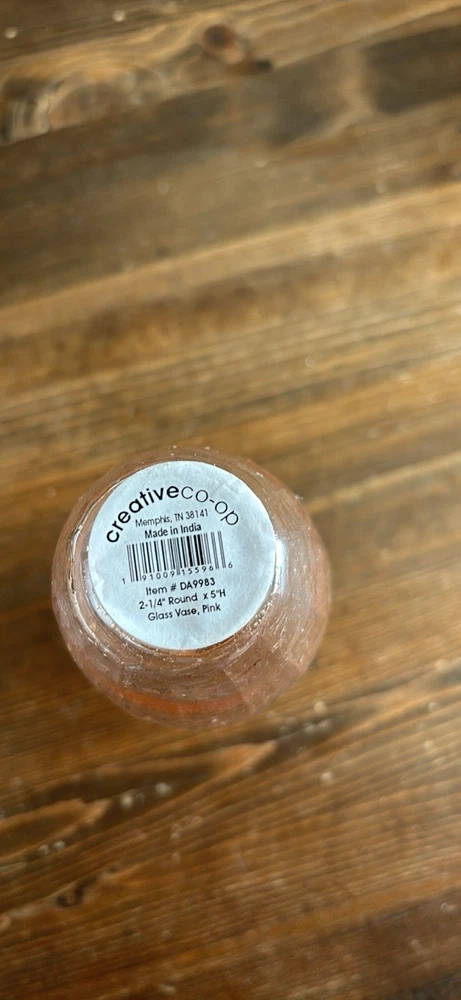 creativeco-op
Memphis, TN 38141
Made in India
1 91009 15596 6
Item # DA9983
2-1/4" Round x 5"H
Glass Vase, Pink